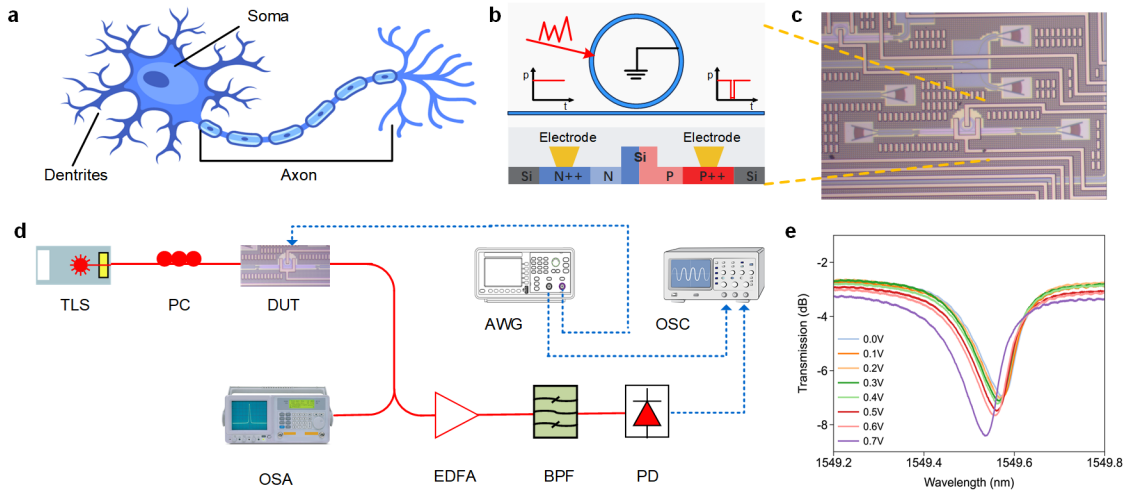 a
Soma
Dentrites
Axon
b
p
t
p
t
Electrode
Electrode
Si
Si
N++
N
P
P++
Si
c
d
TLS
PC
DUT
AWG
OSC
OSA
EDFA
BPF
PD
e
Transmission (dB)
-2
-4
-6
-8
0.0V
0.1V
0.2V
0.3V
0.4V
0.5V
0.6V
0.7V
1549.2
1549.4
1549.6
1549.8
Wavelength (nm)